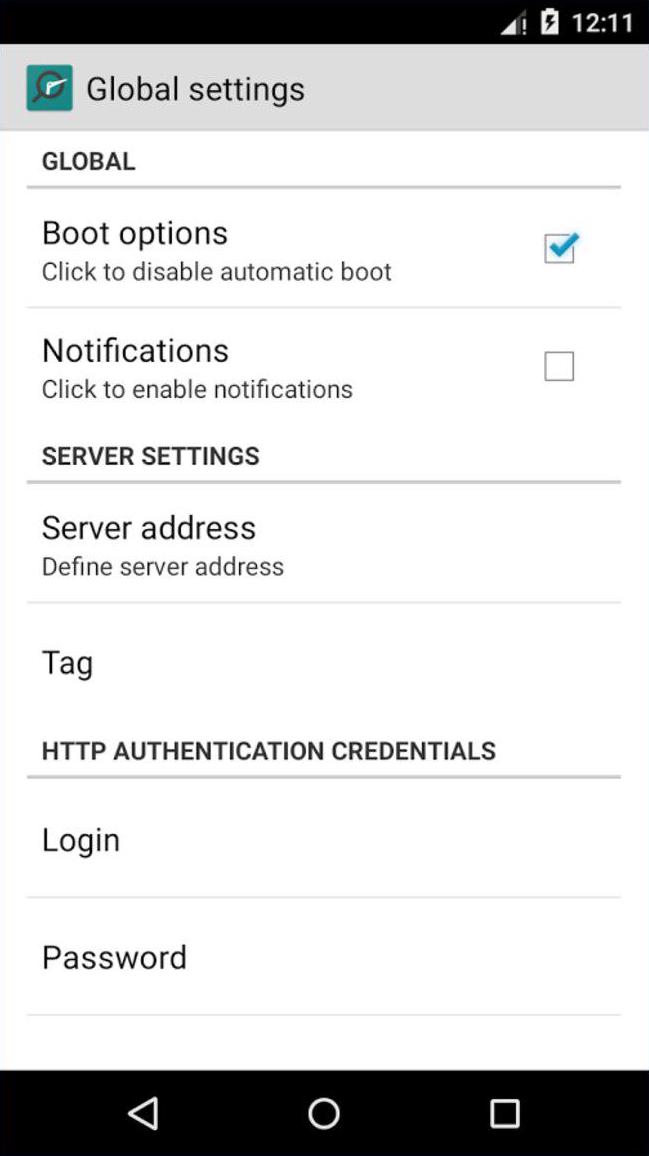 12:11
Global settings
GLOBAL
Boot options
Click to disable automatic boot
Notifications
Click to enable notifications
SERVER SETTINGS
Server address
Define server address
Tag
HTTP AUTHENTICATION CREDENTIALS
Login
Password